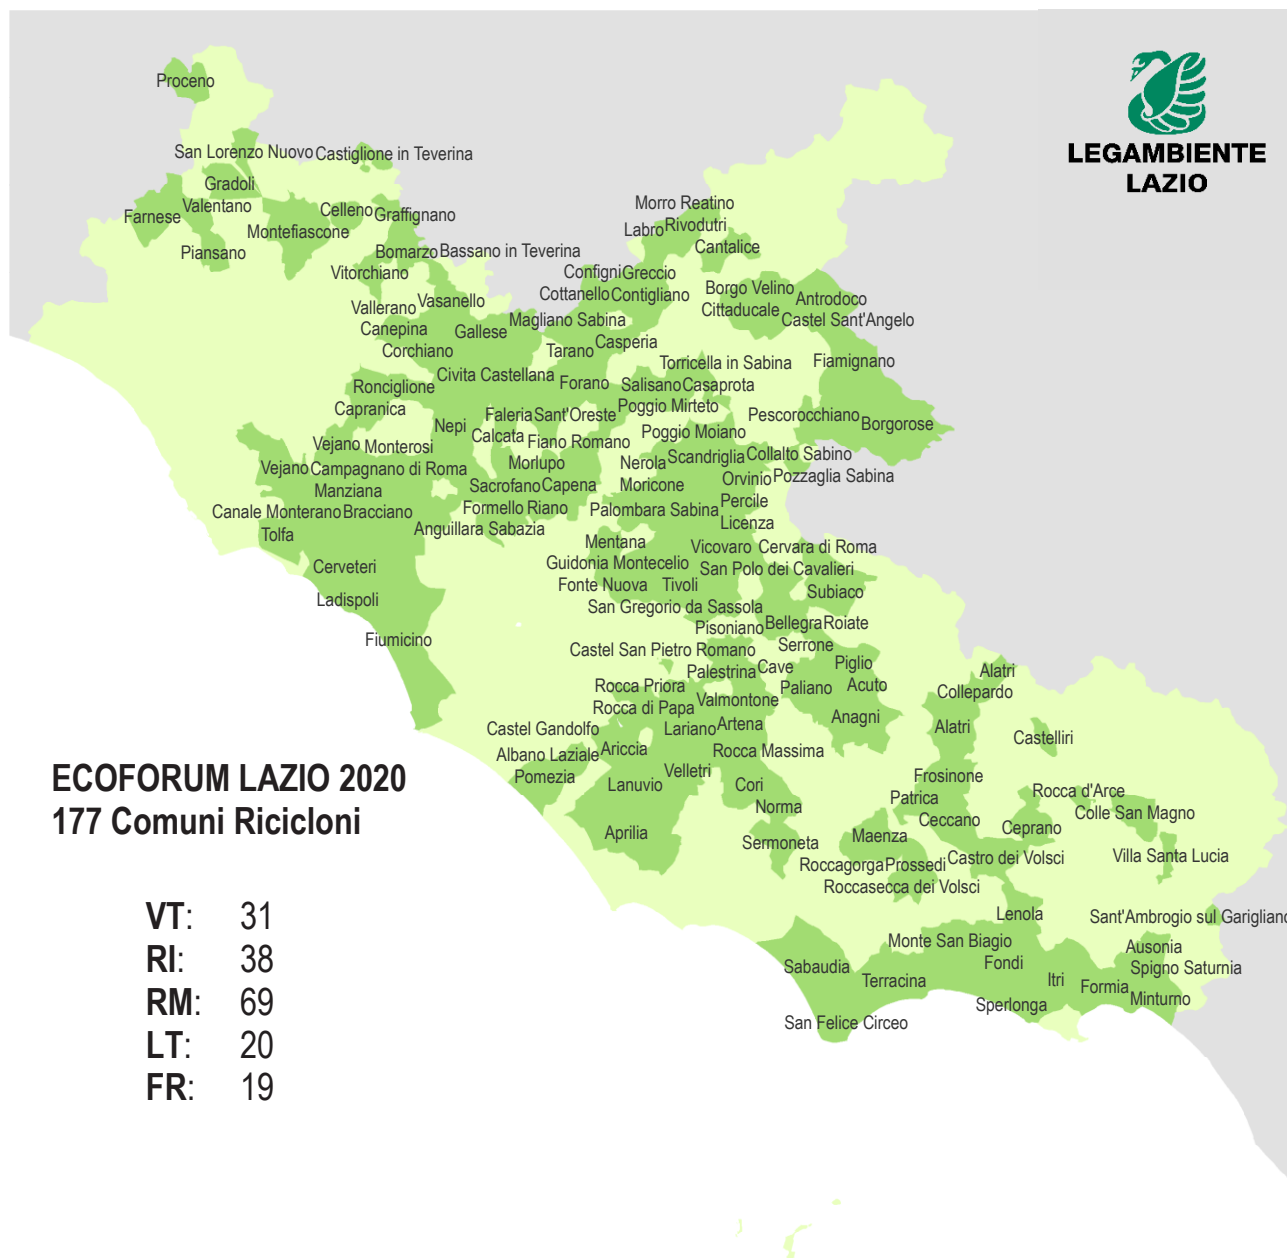 Proceno
LEGAMBIENTE
LAZIO
San Lorenzo Nuovo
Castiglione in Teverina
Gradoli
Farnese
Valentano
Celleno
Graffignano
Montefiascone
Piansano
Bomarzo
Bassano in Teverina
Vitorchiano
Morro Reatino
Labro
Rivodutri
Cantalice
Configni
Greccio
Cottanello
Contigliano
Borgo Velino
Cittaducale
Antrodoco
Castel Sant'Angelo
Vallerano
Vasanello
Canepina
Gallese
Magliano Sabina
Corchiano
Tarano
Casperia
Torricella in Sabina
Fiamignano
Ronciglione
Civita Castellana
Forano
Salisano
Casaprota
Capranica
Faleria
Sant'Oreste
Poggio Mirteto
Pescorocchiano
Borgorose
Nepi
Calcata
Fiano Romano
Poggio Moiano
Vejano
Monterosi
Morlupo
Nerola
Scandriglia
Collalto Sabino
Vejano
Campagnano di Roma
Orvinio
Pozzaglia Sabina
Manziana
Sacrofano
Capena
Moricone
Percile
Canale Monterano
Bracciano
Formello
Riano
Palombara Sabina
Licenza
Tolfa
Anguillara Sabazia
Mentana
Vicovaro
Cervara di Roma
Cerveteri
Guidonia Montecelio
San Polo dei Cavalieri
Fonte Nuova
Tivoli
Subiaco
Ladispoli
San Gregorio da Sassola
Fiumicino
Pisoniano
Bellegra
Roiate
Castel San Pietro Romano
Serrone
Palestrina
Cave
Piglio
Rocca Priora
Valmontone
Paliano
Acuto
Rocca di Papa
Anagni
Castel Gandolfo
Lariano
Artena
Albano Laziale
Ariccia
Rocca Massima
Pomezia
Lanuvio
Velletri
Cori
Norma
Aprilia
Sermoneta
Alatri
Collepardo
Alatri
Castelliri
Frosinone
Patrica
Rocca d'Arce
Ceccano
Ceprano
Colle San Magno
Maenza
Roccagorga
Prossedi
Castro dei Volsci
Villa Santa Lucia
Roccasecca dei Volsci
Lenola
Sant'Ambrogio sul Garigliano
Monte San Biagio
Ausonia
Sabaudia
Fondi
Spigno Saturnia
Terracina
Itri
Formia
Sperlonga
Minturno
San Felice Circeo
ECOFORUM LAZIO 2020
177 Comuni Ricicloni
VT: 31
RI: 38
RM: 69
LT: 20
FR: 19